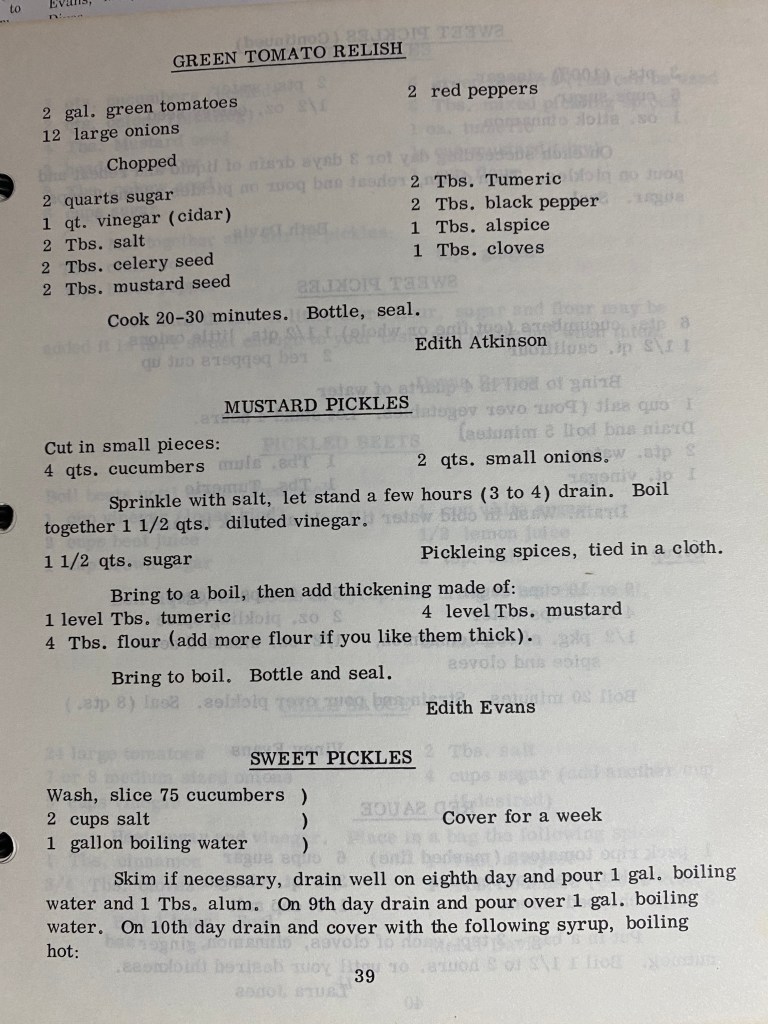 to
Evans,
GREEN TOMATO RELISH
2 gal. green tomatoes
2 red peppers
12 large onions
Chopped
2 quarts sugar
2 Tbs. Tumeric
1 qt. vinegar (cidar)
2 Tbs. black pepper
2 Tbs. salt
1 Tbs. alspice
2 Tbs. celery seed
1 Tbs. cloves
2 Tbs. mustard seed
Cook 20-30 minutes. Bottle, seal.
Edith Atkinson
MUSTARD PICKLES
Cut in small pieces:
4 qts. cucumbers
2 qts. small onions.
Sprinkle with salt, let stand a few hours (3 to 4) drain. Boil
together 1 1/2 qts. diluted vinegar.
1 1/2 qts. sugar
Pickleing spices, tied in a cloth.
Bring to a boil, then add thickening made of:
1 level Tbs. tumeric
4 level Tbs. mustard
4 Tbs. flour (add more flour if you like them thick).
Bring to boil. Bottle and seal.
Edith Evans
SWEET PICKLES
Wash, slice 75 cucumbers )
2 cups salt )
Cover for a week
1 gallon boiling water )
Skim if necessary, drain well on eighth day and pour 1 gal. boiling
water and 1 Tbs. alum. On 9th day drain and pour over 1 gal. boiling
water. On 10th day drain and cover with the following syrup, boiling
hot:
39